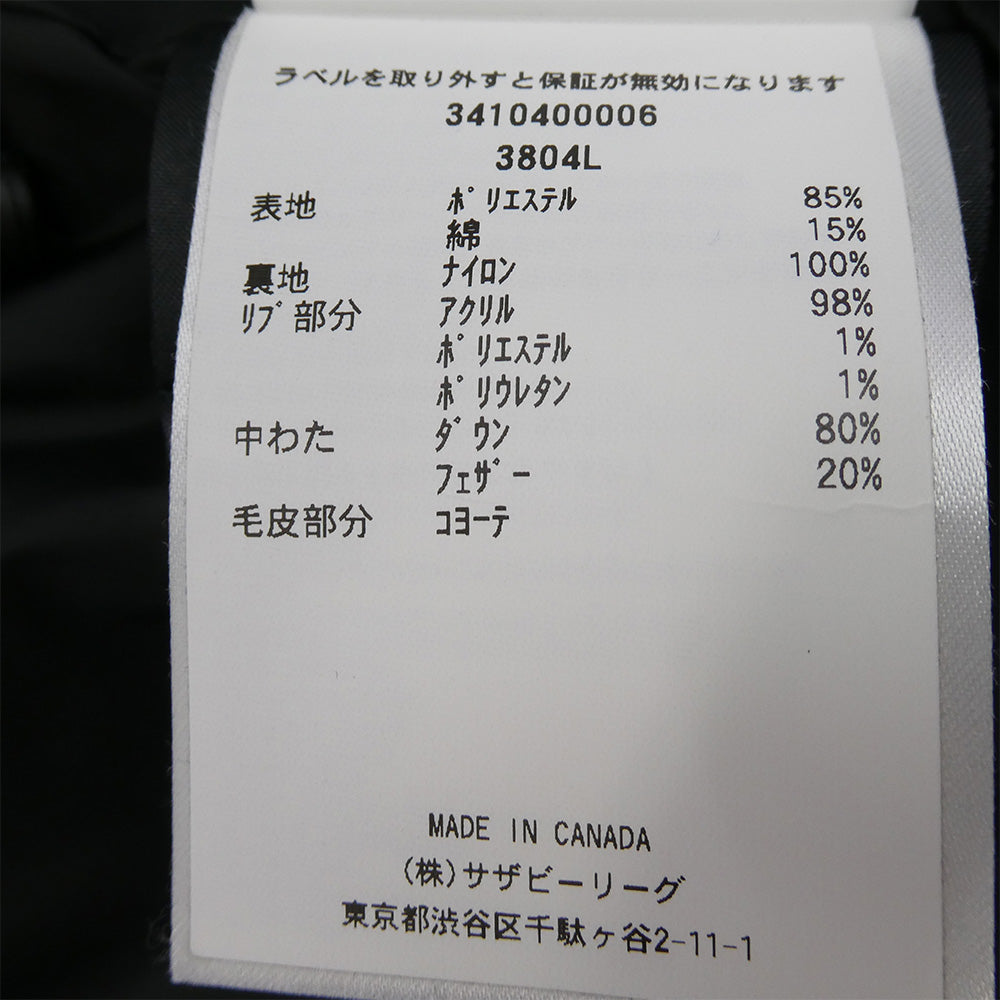 ラベルを取り外すと保証が無効になります
3410400006
3804L
表地 ﾎﾟﾘｴｽﾃﾙ 85%
綿 15%
裏地 ﾅｲﾛﾝ 100%
ﾘﾌﾞ部分 ｱｸﾘﾙ 98%
ﾎﾟﾘｴｽﾃﾙ 1%
ﾎﾟﾘｳﾚﾀﾝ 1%
中わた ﾀﾞｳﾝ 80%
ﾌｪｻﾞｰ 20%
毛皮部分 ｺﾖｰﾃ
MADE IN CANADA
(株)サザビーリーグ
東京都渋谷区千駄ヶ谷2-11-1